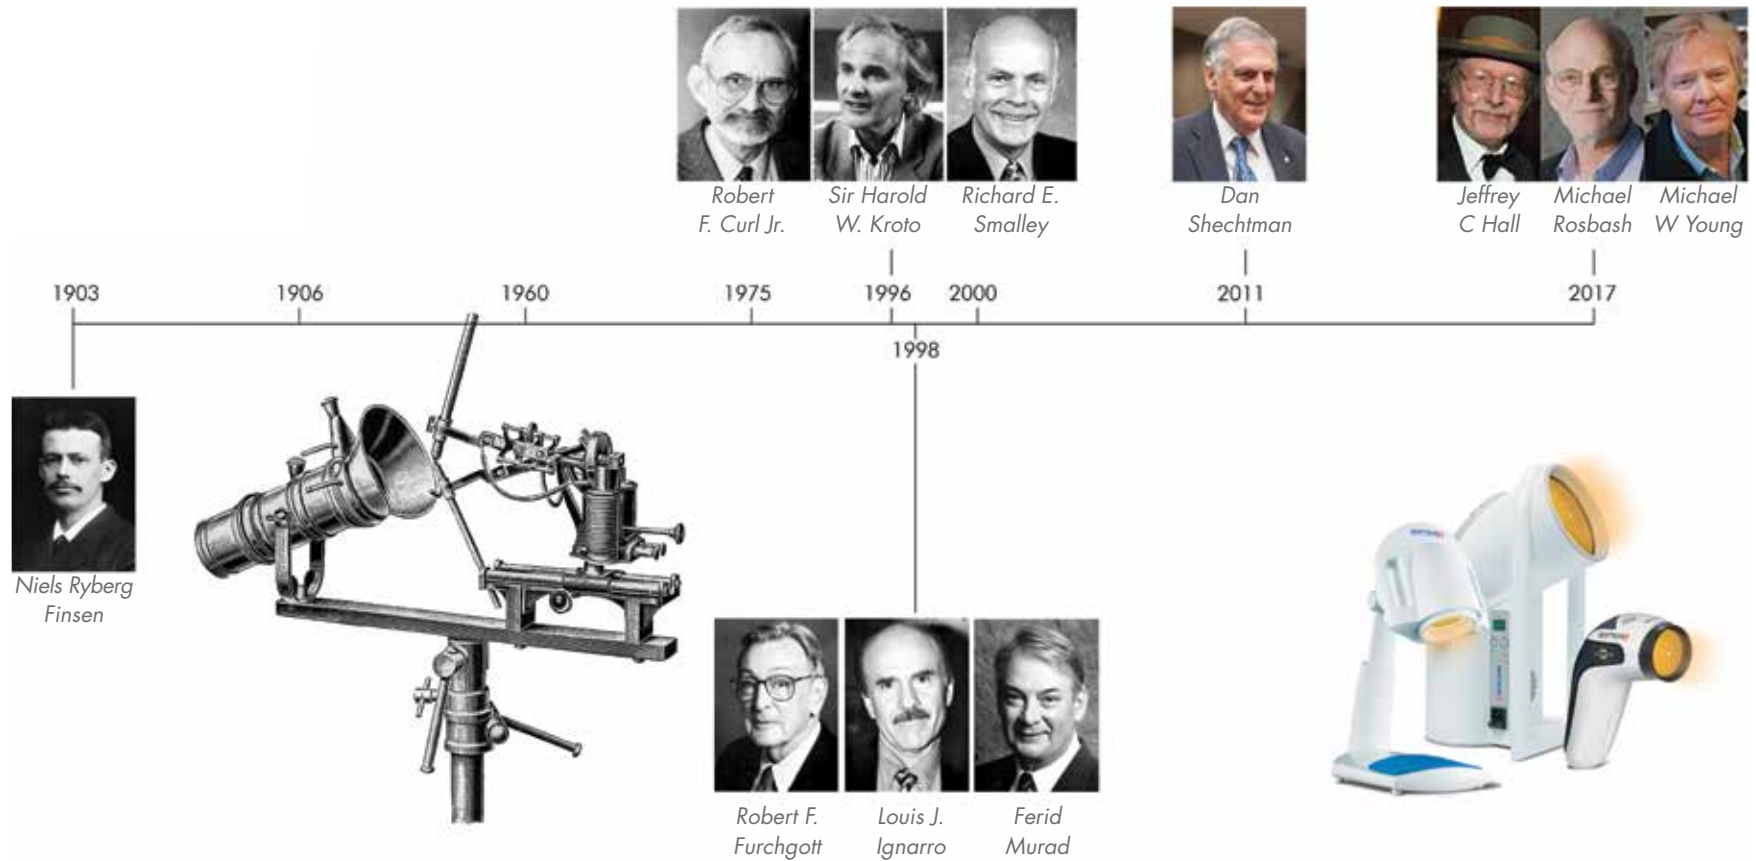 Robert
F. Curl Jr.
Sir Harold
W. Kroto
Richard E.
Smalley
Dan
Shechtman
Jeffrey
C Hall
Michael
Rosbash
Michael
W Young
1903
1906
1960
1975
1996
2000
2011
2017
1998
Niels Ryberg
Finsen
Robert F.
Furchgott
Louis J.
Ignarro
Ferid
Murad